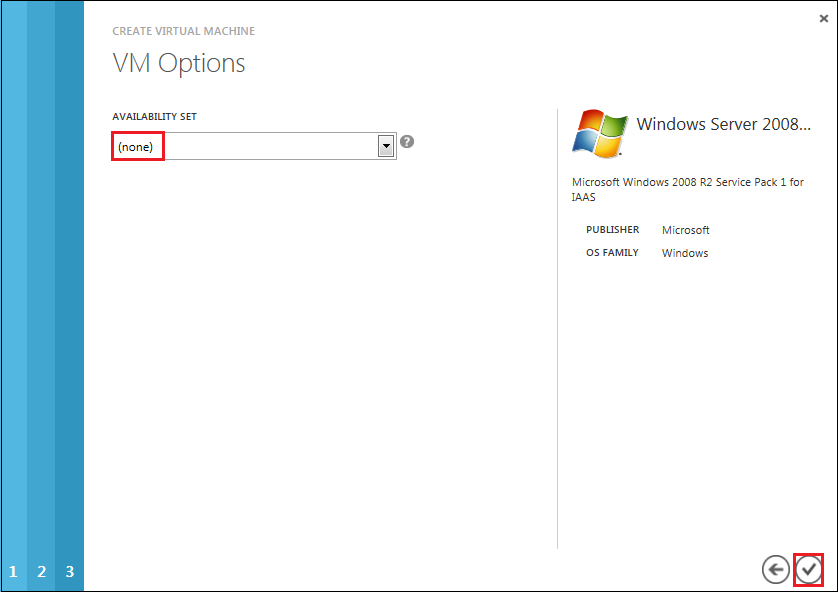 CREATE VIRTUAL MACHINE
VM Options
AVAILABILITY SET
(none)
?
Windows Server 2008...
Microsoft Windows 2008 R2 Service Pack 1 for
IAAS
PUBLISHER Microsoft
OS FAMILY Windows
1 2 3